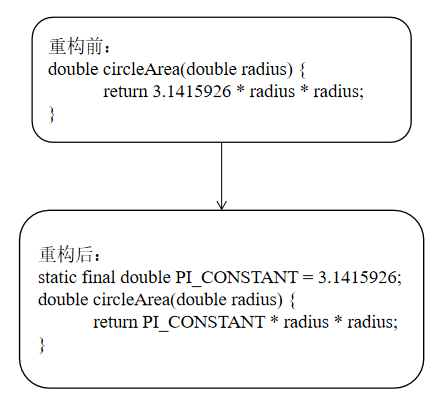 重构前：
double circleArea(double radius) {
return 3.1415926 * radius * radius;
}
重构后：
static final double PI_CONSTANT = 3.1415926;
double circleArea(double radius) {
return PI_CONSTANT * radius * radius;
}